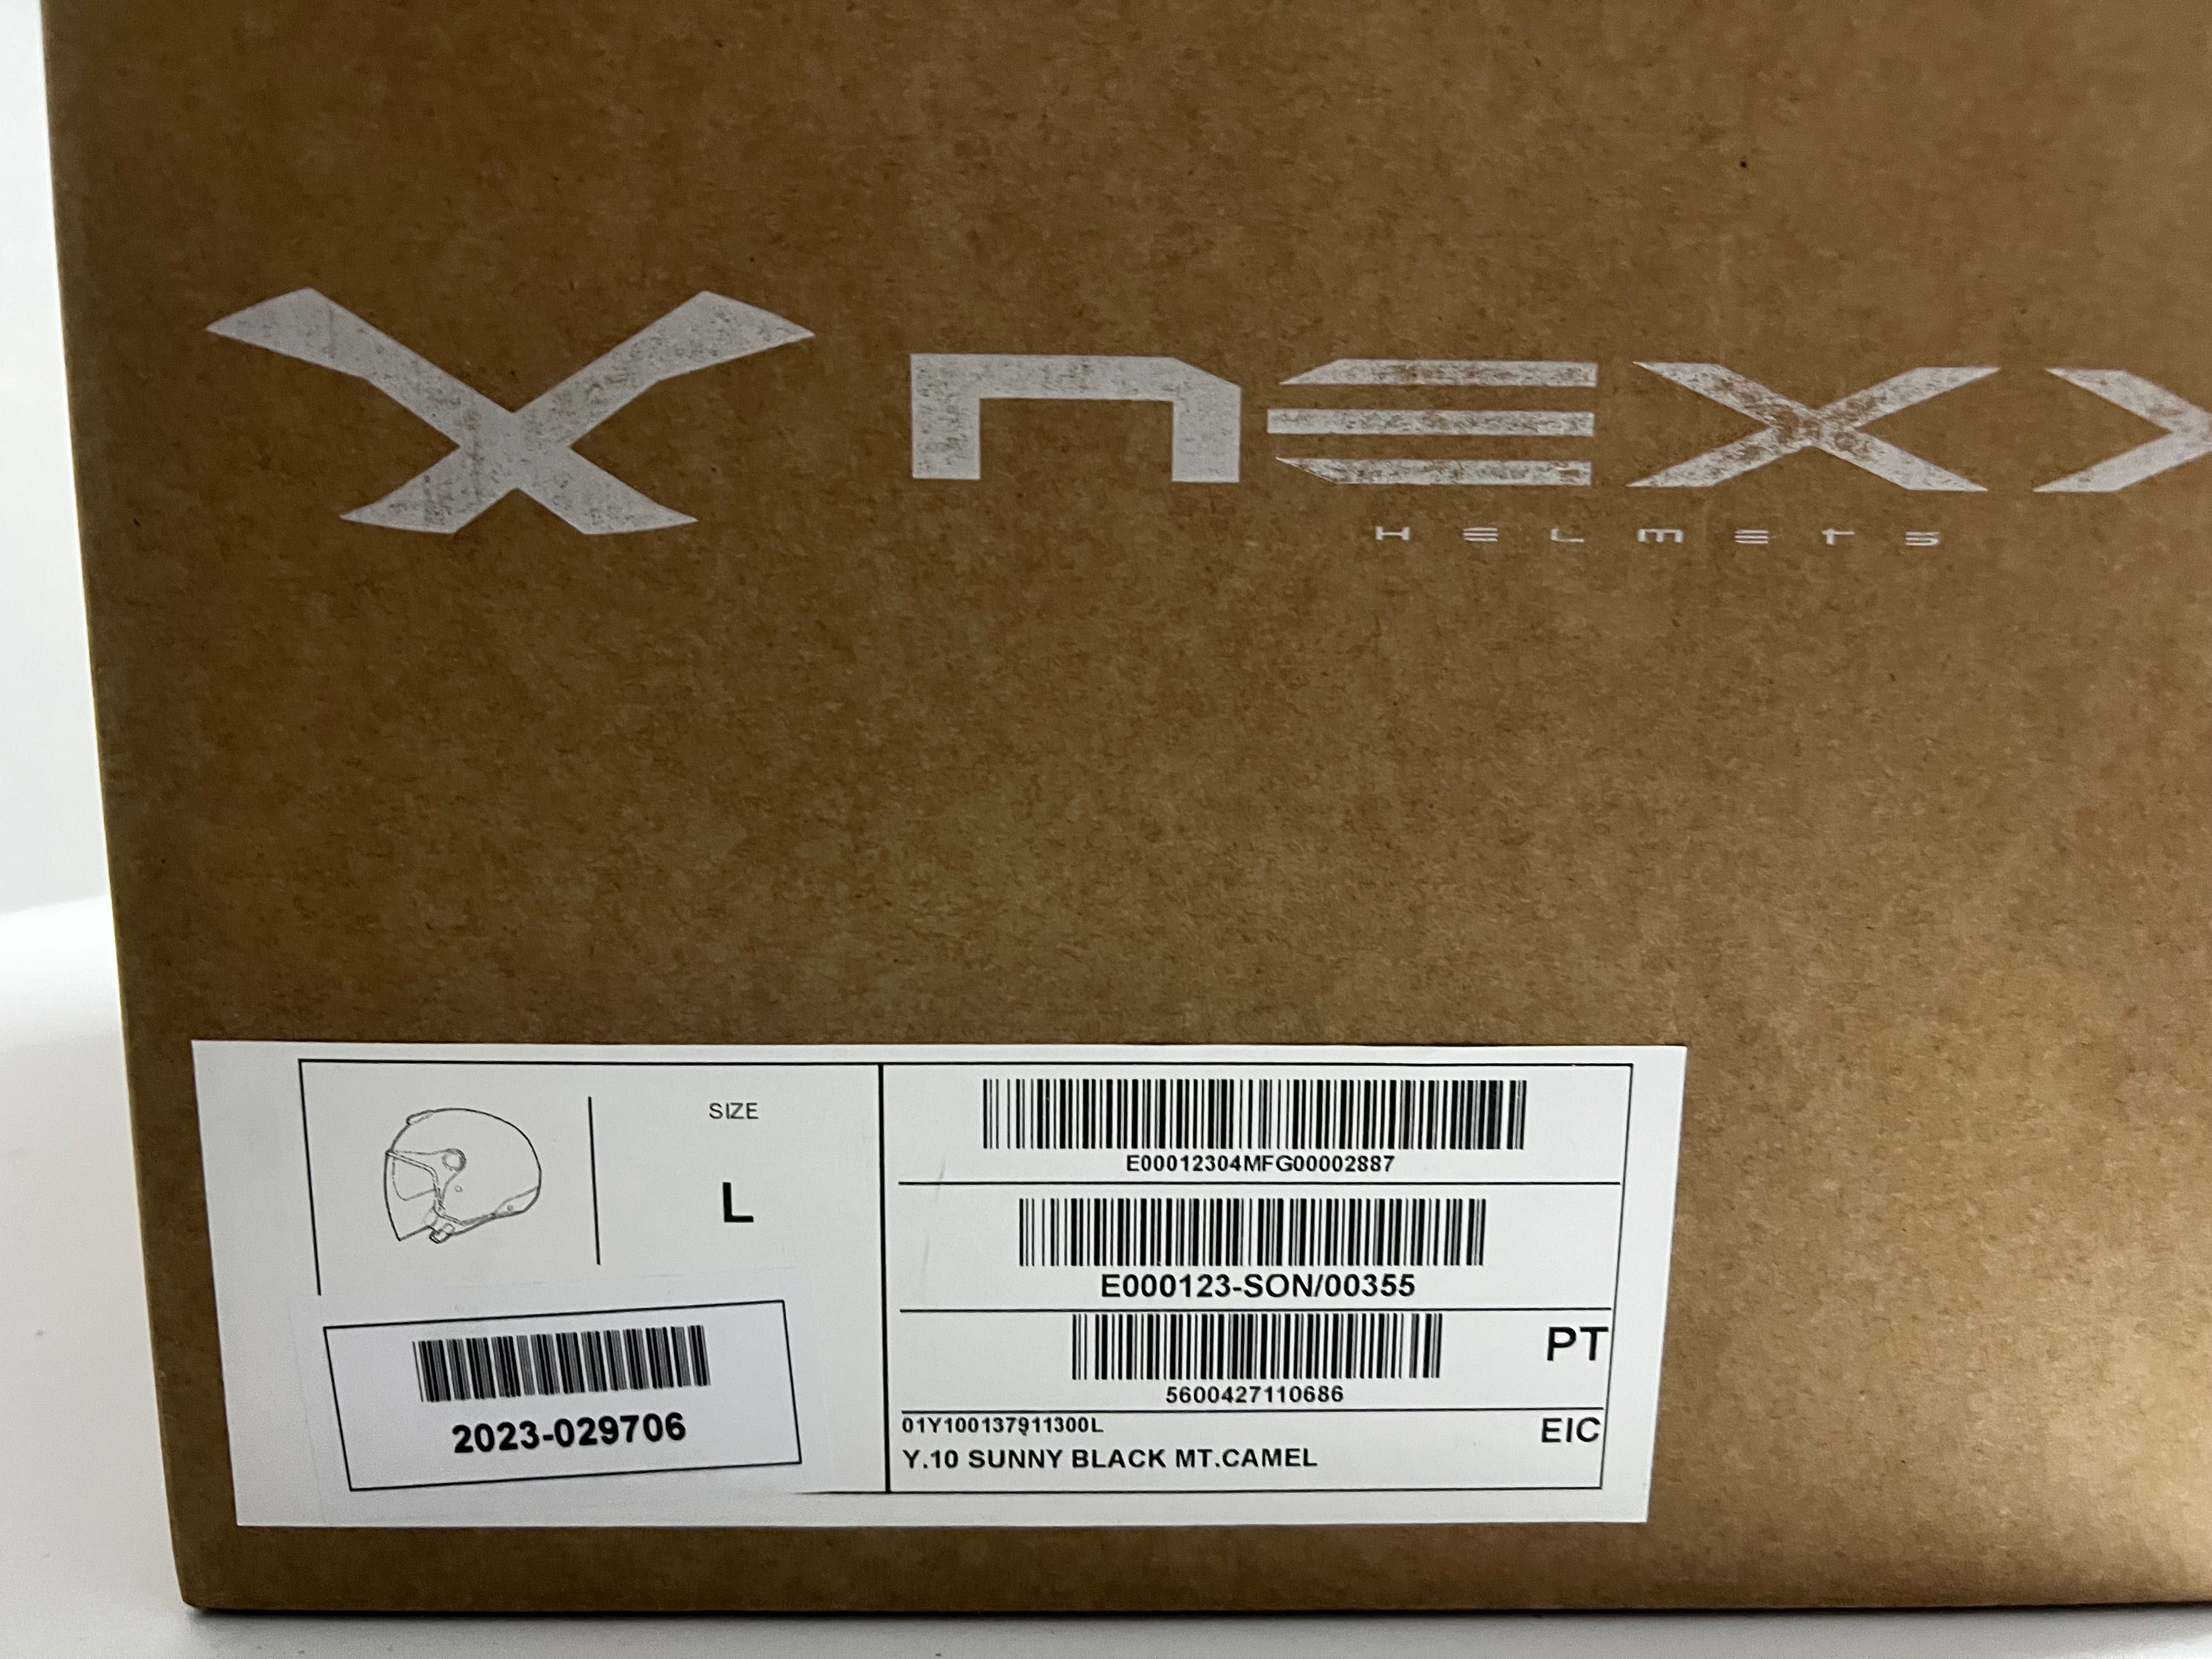 X nexx
HELMETS
SIZE
L
2023-029706
E00012304MFG00002887
E000123-SON/00355
PT
5600427110686
01Y100137911300L
EIC
Y.10 SUNNY BLACK MT.CAMEL